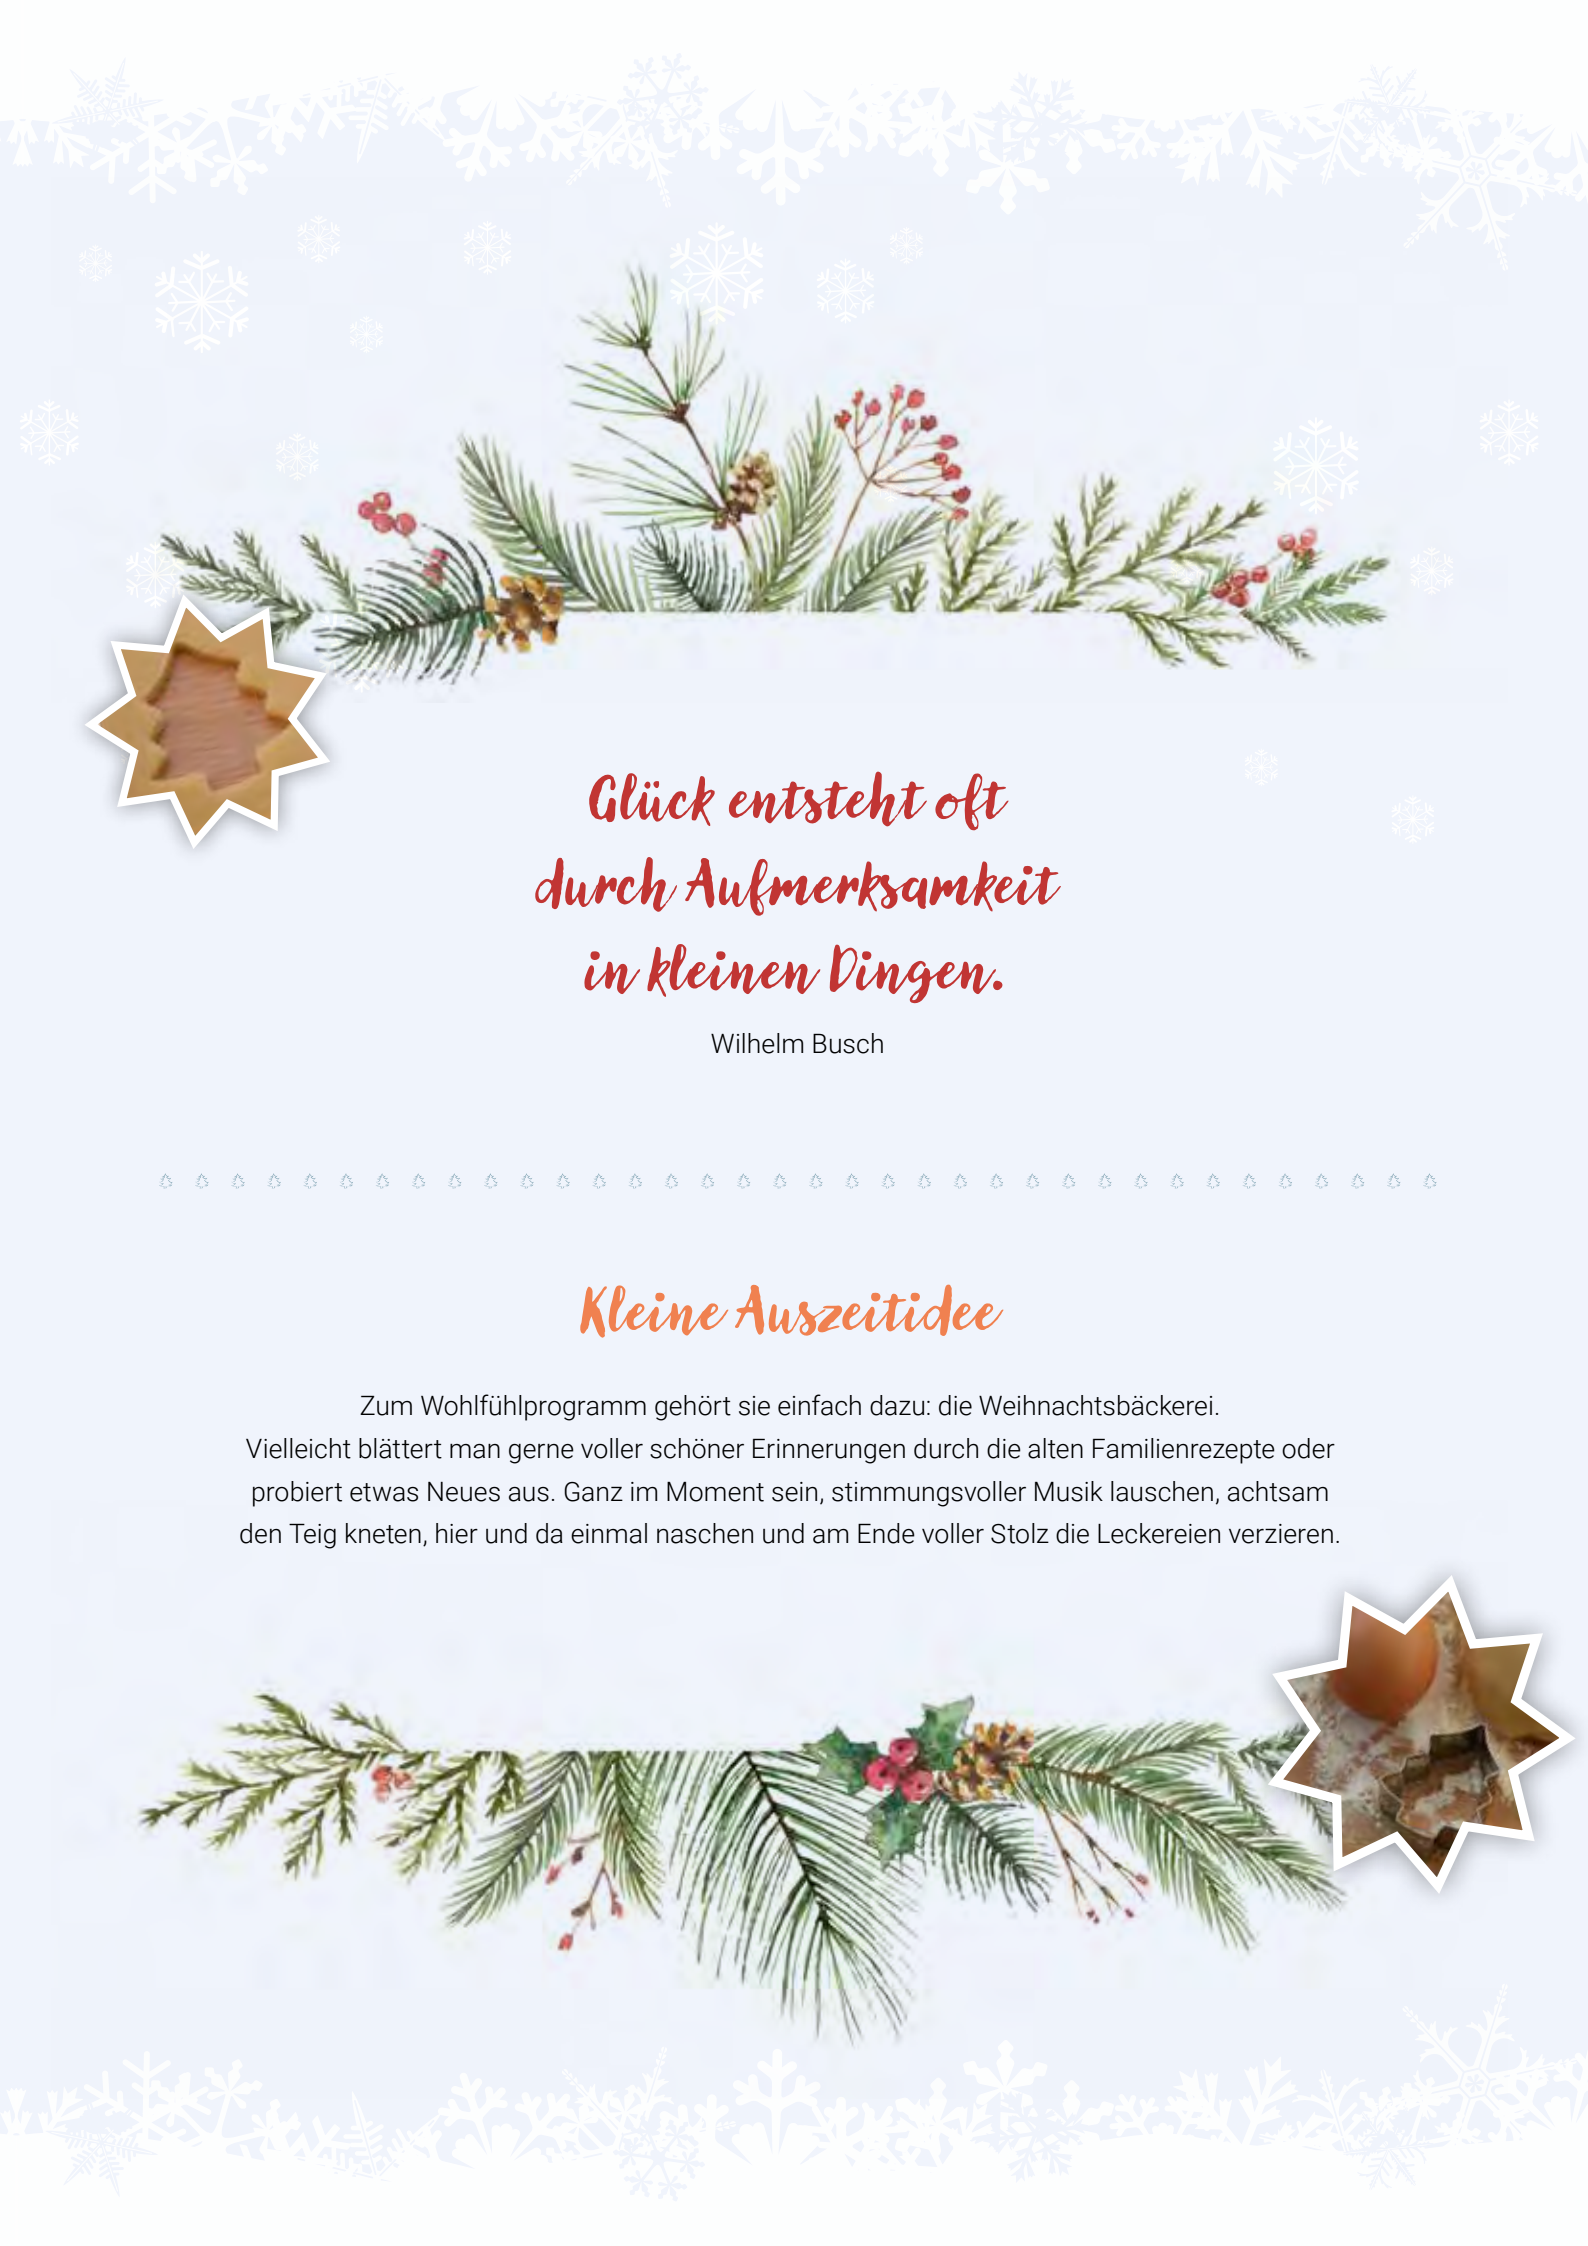 Glück entsteht oft
durch Aufmerksamkeit
in kleinen Dingen.
Wilhelm Busch
Kleine Auszeitidee
Zum Wohlfühlprogramm gehört sie einfach dazu: die Weihnachtsbäckerei.
Vielleicht blättert man gerne voller schöner Erinnerungen durch die alten Familienrezepte oder
probiert etwas Neues aus. Ganz im Moment sein, stimmungsvoller Musik lauschen, achtsam
den Teig kneten, hier und da einmal naschen und am Ende voller Stolz die Leckereien verzieren.